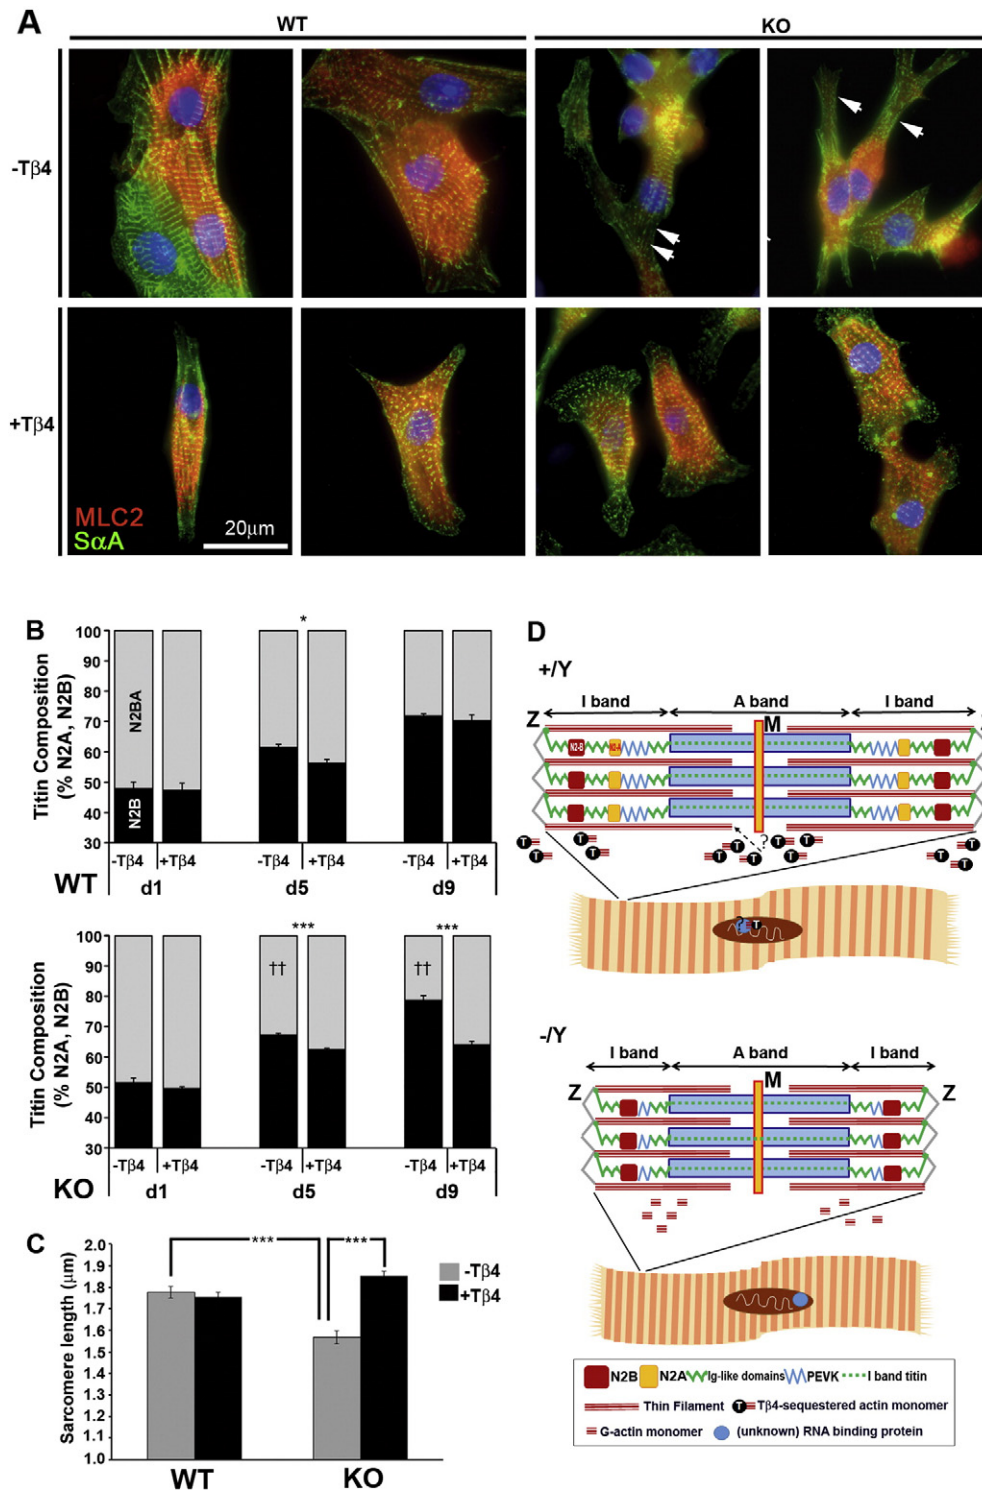 A
WT
KO
-Tβ4
+Tβ4
MLC2
SαA
20μm
B
Titin Composition
(% N2A, N2B)
100
90
80
70
60
50
40
30
N2BA
N2B
*
-Tβ4 +Tβ4 -Tβ4 +Tβ4 -Tβ4 +Tβ4
WT d1 d5 d9
Titin Composition
(% N2A, N2B)
100
90
80
70
60
50
40
30
*** ***
†† ††
-Tβ4 +Tβ4 -Tβ4 +Tβ4 -Tβ4 +Tβ4
KO d1 d5 d9
C
Sarcomere length (μm)
2.0
1.9
1.8
1.6
1.5
1.4
1.3
1.1
1.1
1.0
*** ***
-Tβ4
+Tβ4
WT KO
D
+/Y
I band A band I band
Z M
N2-B N2-A
?
T T T T T T T T T T T
? T
-/Y
I band A band I band
Z M Z
N2B N2A Ig-like domains PEVK I band titin
Thin Filament T Tβ4-sequestered actin monomer
G-actin monomer (unknown) RNA binding protein